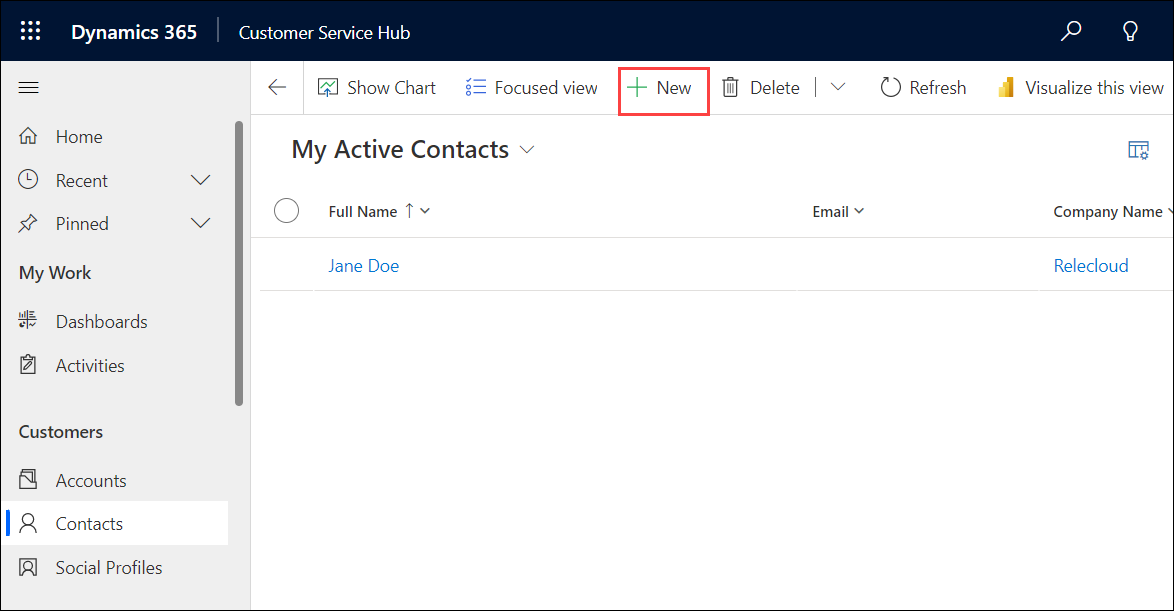 Dynamics 365 Customer Service Hub
Show Chart Focused view New Delete Refresh Visualize this view
Home
Recent
Pinned
My Work
Dashboards
Activities
Customers
Accounts
Contacts
Social Profiles
My Active Contacts
Full Name Email Company Name
Jane Doe Relecloud